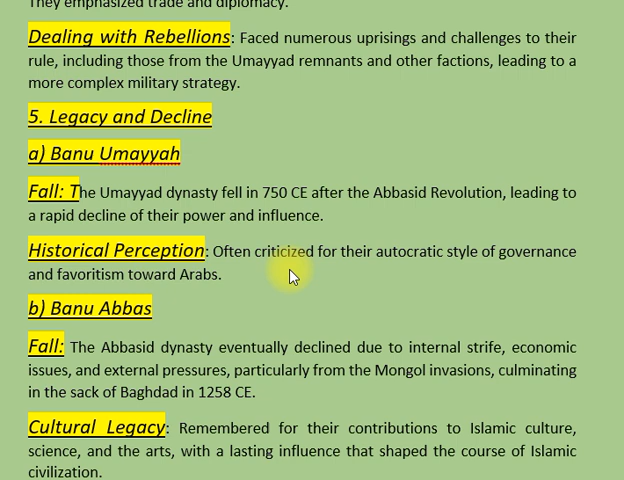 They emphasized trade and diplomacy.
Dealing with Rebellions: Faced numerous uprisings and challenges to their
rule, including those from the Umayyad remnants and other factions, leading to a
more complex military strategy.
5. Legacy and Decline
a) Banu Umayyah
Fall: The Umayyad dynasty fell in 750 CE after the Abbasid Revolution, leading to
a rapid decline of their power and influence.
Historical Perception: Often criticized for their autocratic style of governance
and favoritism toward Arabs.
b) Banu Abbas
Fall: The Abbasid dynasty eventually declined due to internal strife, economic
issues, and external pressures, particularly from the Mongol invasions, culminating
in the sack of Baghdad in 1258 CE.
Cultural Legacy: Remembered for their contributions to Islamic culture,
science, and the arts, with a lasting influence that shaped the course of Islamic
civilization.